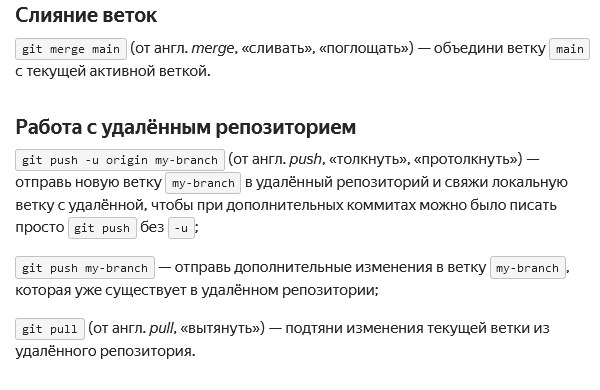 Слияние веток
git merge main (от англ. merge, «сливать», «поглощать») — объедини ветку main
с текущей активной веткой.
Работа с удалённым репозиторием
git push -u origin my-branch (от англ. push, «толкнуть», «протолкнуть») —
отправь новую ветку my-branch в удалённый репозиторий и свяжи локальную
ветку с удалённой, чтобы при дополнительных коммитах можно было писать
просто git push без -u;
git push my-branch — отправь дополнительные изменения в ветку my-branch,
которая уже существует в удалённом репозитории;
git pull (от англ. pull, «вытянуть») — подтяни изменения текущей ветки из
удалённого репозитория.